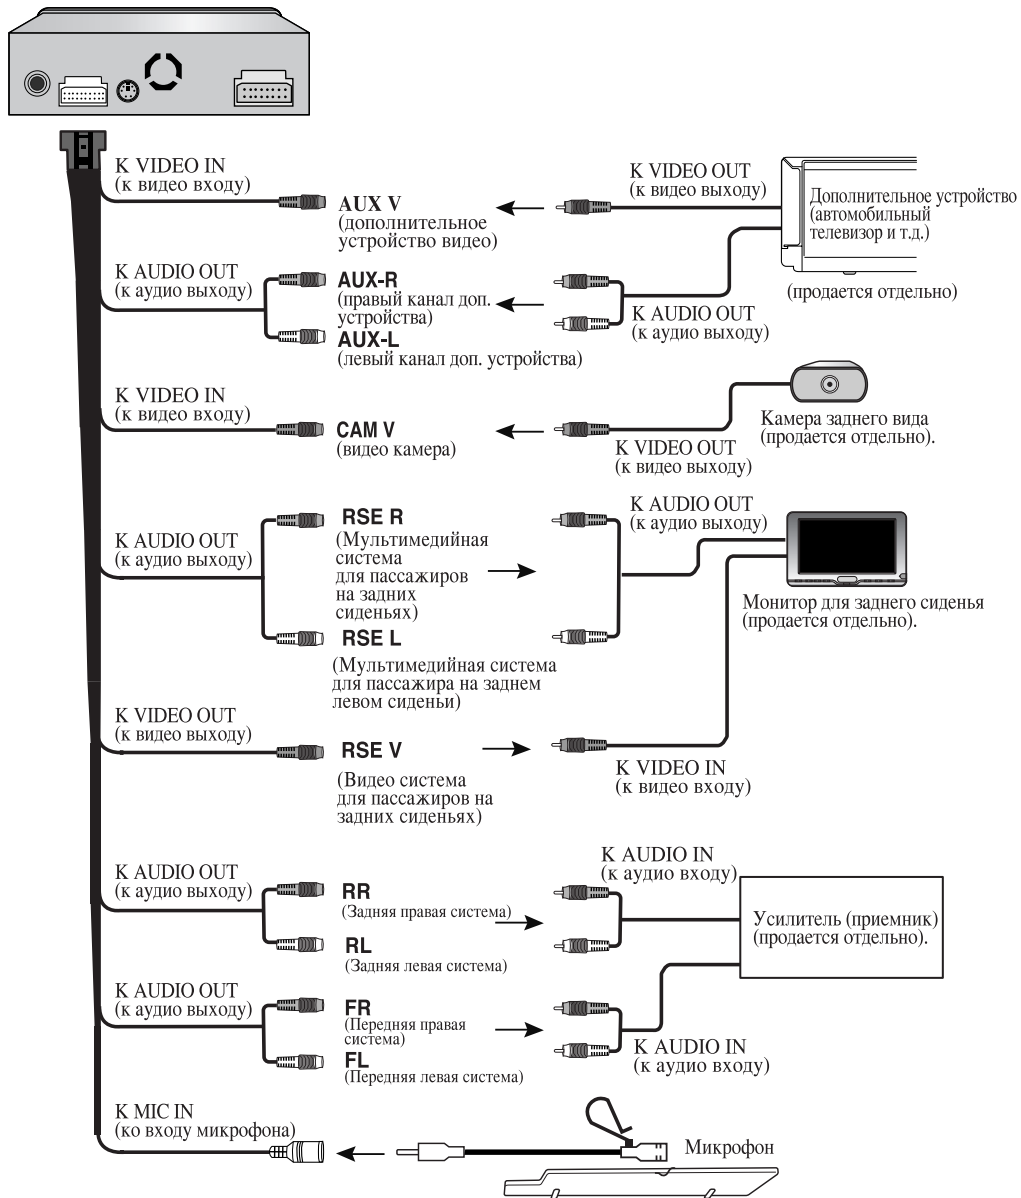 K VIDEO IN
(к видео входу)
AUX V
(дополнительное
устройство видео)
K VIDEO OUT
(к видео выходу)
Дополнительное устройство
(автомобильный
телевизор и т.д.)
(продается отдельно)
K AUDIO OUT
(к аудио выходу)
AUX-R
(правый канал доп.
устройства)
AUX-L
(левый канал доп. устройства)
K AUDIO OUT
(к аудио выходу)
K VIDEO IN
(к видео входу)
CAM V
(видео камера)
K VIDEO OUT
(к видео выходу)
Камера заднего вида
(продается отдельно).
K AUDIO OUT
(к аудио выходу)
RSE R
(Мультимедийная
система
для пассажиров
на задних
сиденьях)
RSE L
(Мультимедийная система
для пассажира на заднем
левом сиденьи)
K AUDIO OUT
(к аудио выходу)
Монитор для заднего сиденья
(продается отдельно).
K VIDEO OUT
(к видео выходу)
RSE V
(Видео система
для пассажиров на
задних сиденьях)
K VIDEO IN
(к видео входу)
K AUDIO OUT
(к аудио выходу)
RR
(Задняя правая система)
RL
(Задняя левая система)
K AUDIO IN
(к аудио входу)
Усилитель (приемник)
(продается отдельно).
K AUDIO OUT
(к аудио выходу)
FR
(Передняя правая
система)
FL
(Передняя левая система)
K AUDIO IN
(к аудио входу)
K MIC IN
(ко входу микрофона)
Микрофон